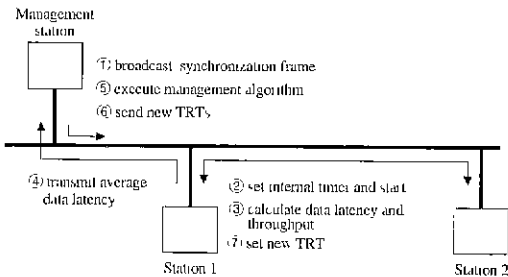 Management
station
① broadcast synchronization frame
⑤ execute management algorithm
⑥ send new TRTs
④ transmit average
data latency
② set internal timer and start
③ calculate data latency and
throughput
⑦ set new TRT
Station 1
Station 2